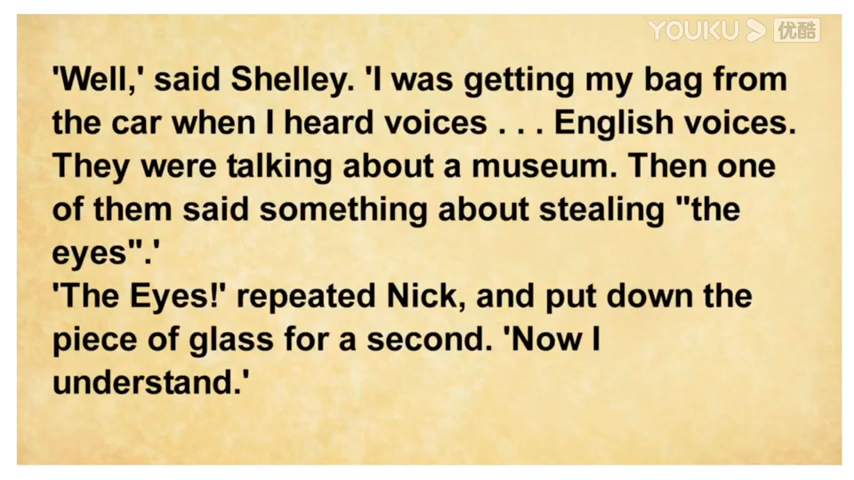 YOUKU 优酷
'Well,' said Shelley. 'I was getting my bag from
the car when I heard voices . . . English voices.
They were talking about a museum. Then one
of them said something about stealing "the
eyes".'
'The Eyes!' repeated Nick, and put down the
piece of glass for a second. 'Now I
understand.'